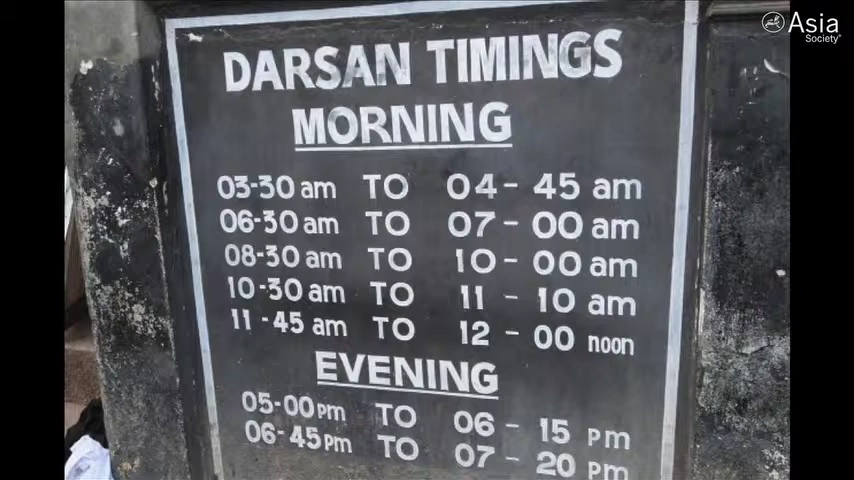 Asia
Society
DARSAN TIMINGS
MORNING
03-30 am TO 04-45 am
06-30 am TO 07-00 am
08-30 am TO 10-00 am
10-30 am TO 11-10 am
11-45 am TO 12-00 noon
EVENING
05-00 pm TO 06-15 pm
06-45 pm TO 07-20 pm